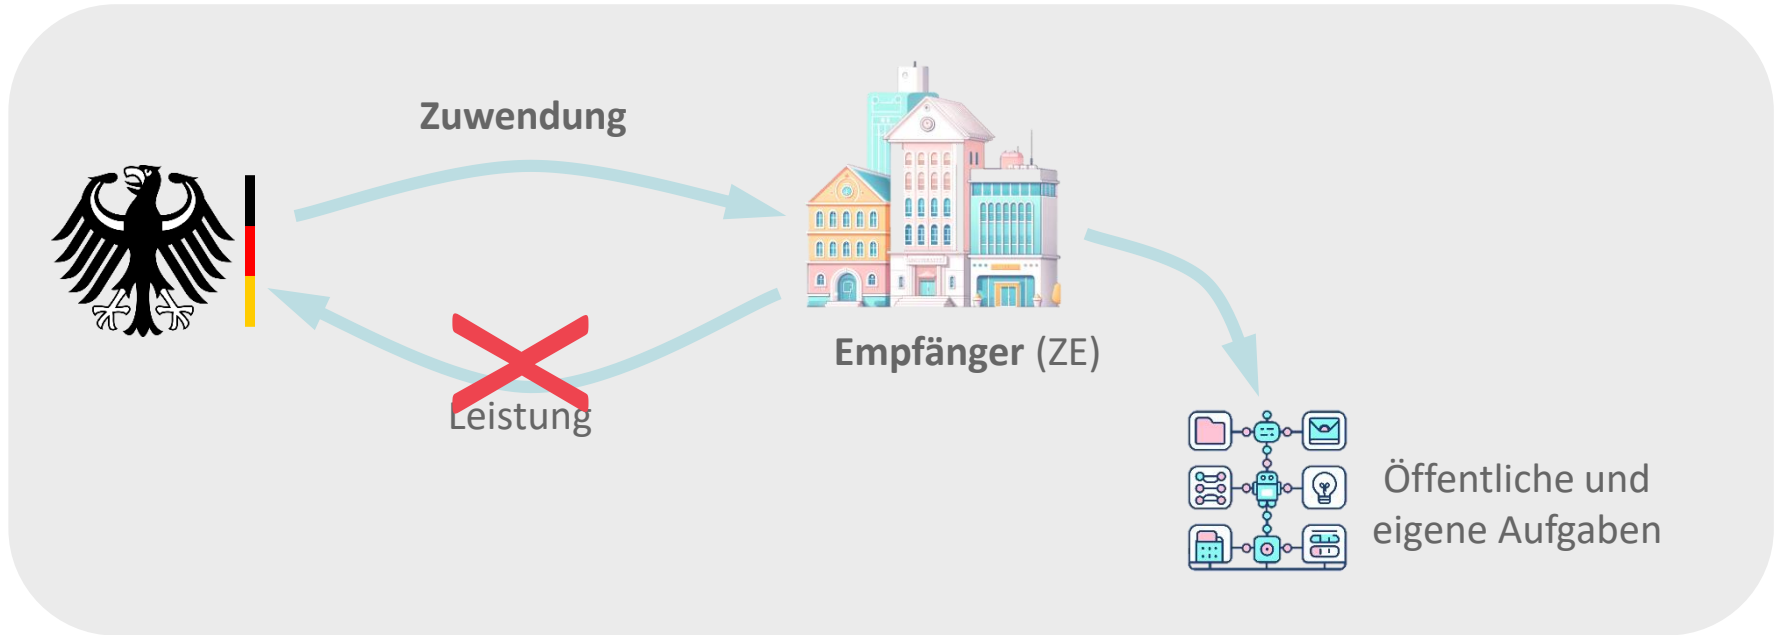 Zuwendung
Empfänger (ZE)
Leistung
Öffentliche und
eigene Aufgaben